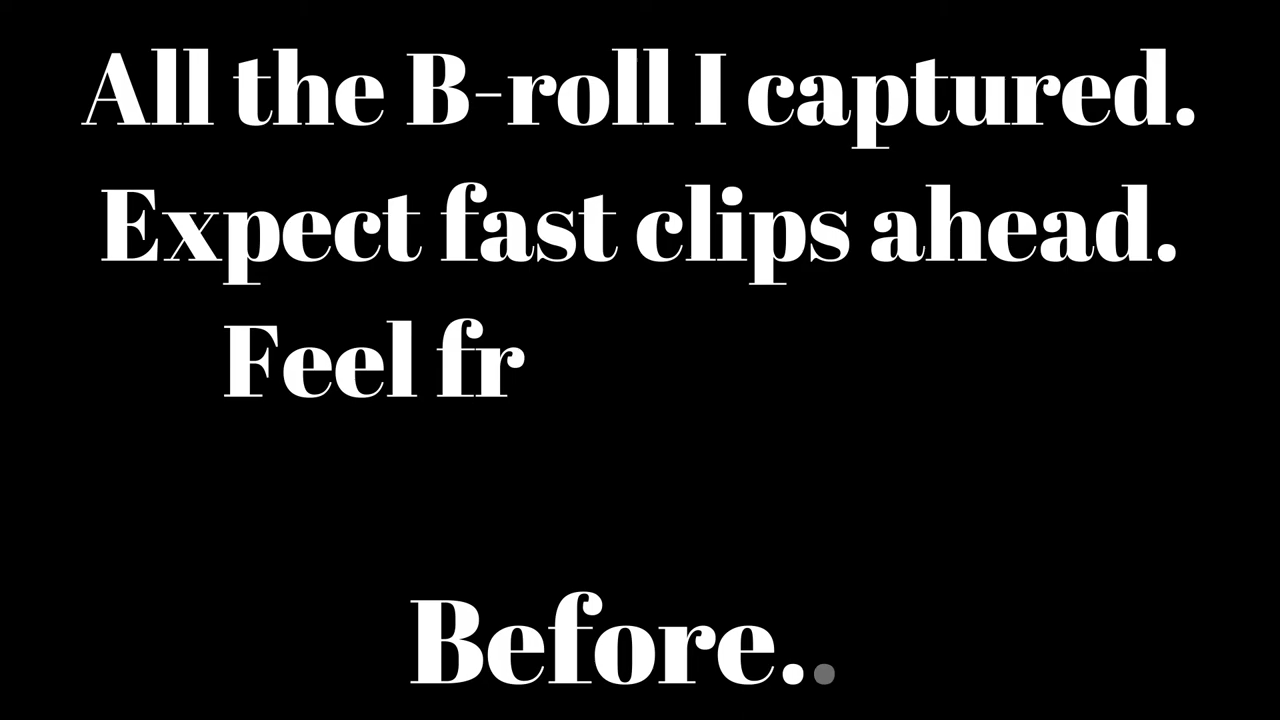 All the B-roll I captured.
Expect fast clips ahead.
Feel fr
Before..